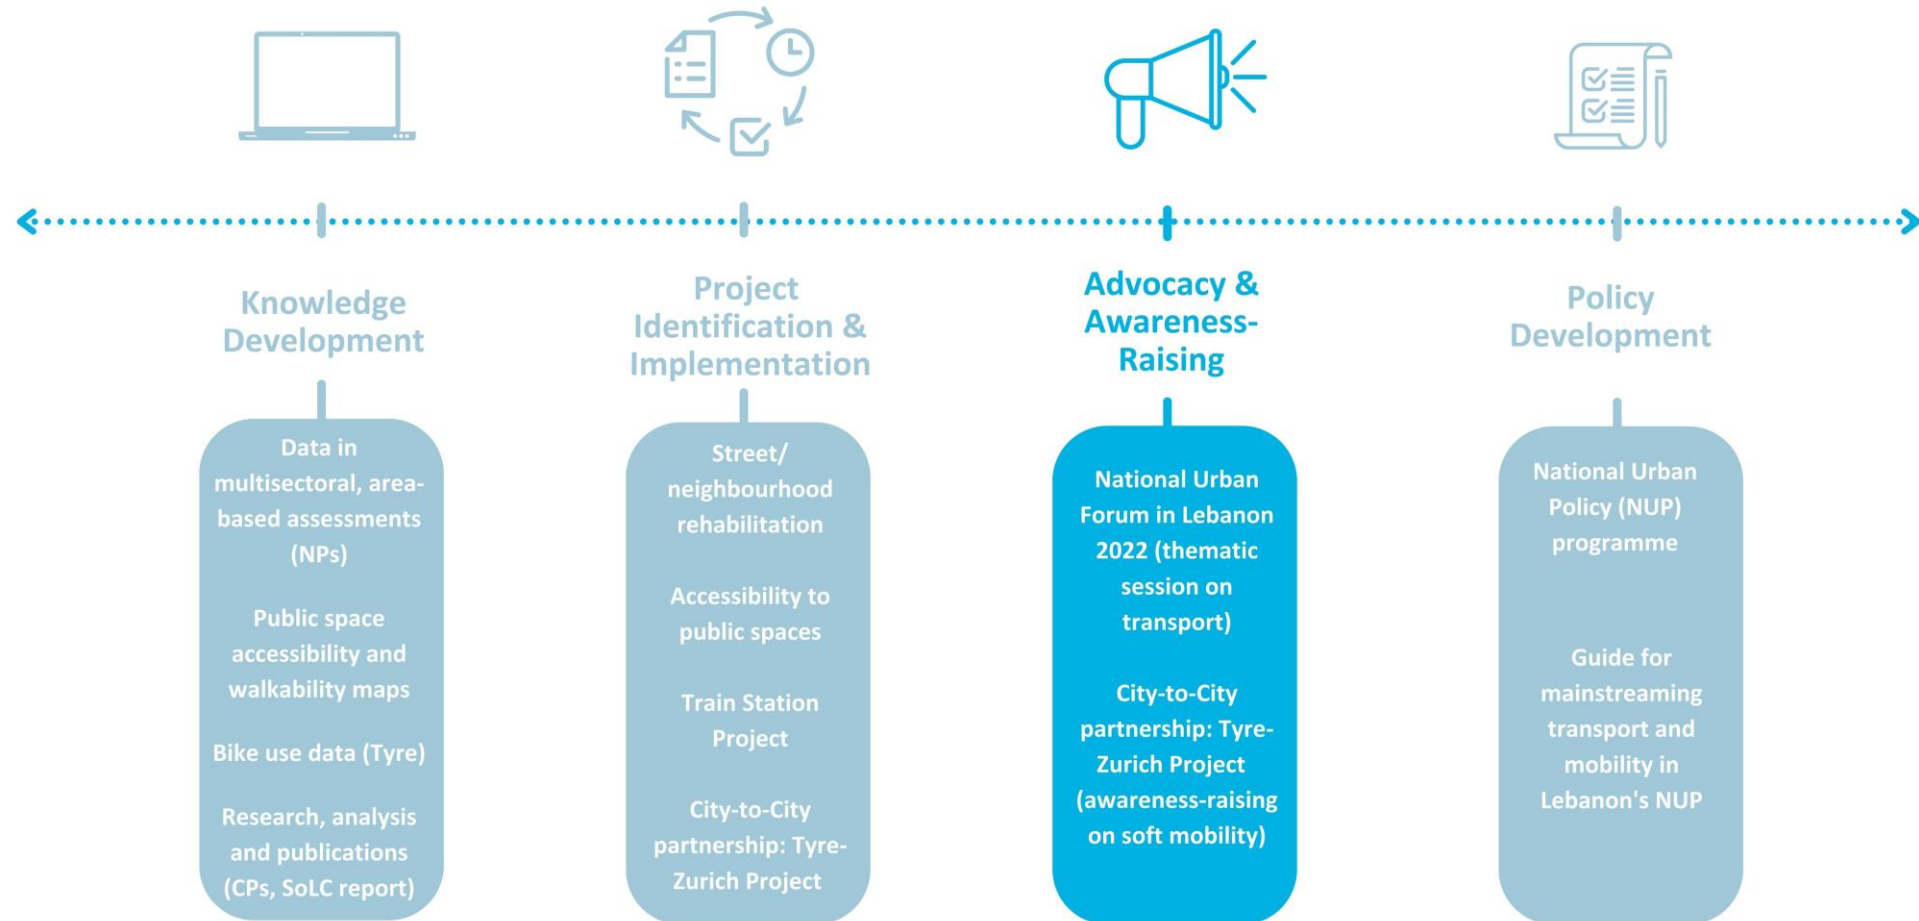 Knowledge
Development
Data in
multisectoral, area-
based assessments
(NPs)
Public space
accessibility and
walkability maps
Bike use data (Tyre)
Research, analysis
and publications
(CPs, SoLC report)
Project
Identification &
Implementation
Street/
neighbourhood
rehabilitation
Accessibility to
public spaces
Train Station
Project
City-to-City
partnership: Tyre-
Zurich Project
Advocacy &
Awareness-
Raising
National Urban
Forum in Lebanon
2022 (thematic
session on
transport)
City-to-City
partnership: Tyre-
Zurich Project
(awareness-raising
on soft mobility)
Policy
Development
National Urban
Policy (NUP)
programme
Guide for
mainstreaming
transport and
mobility in
Lebanon's NUP